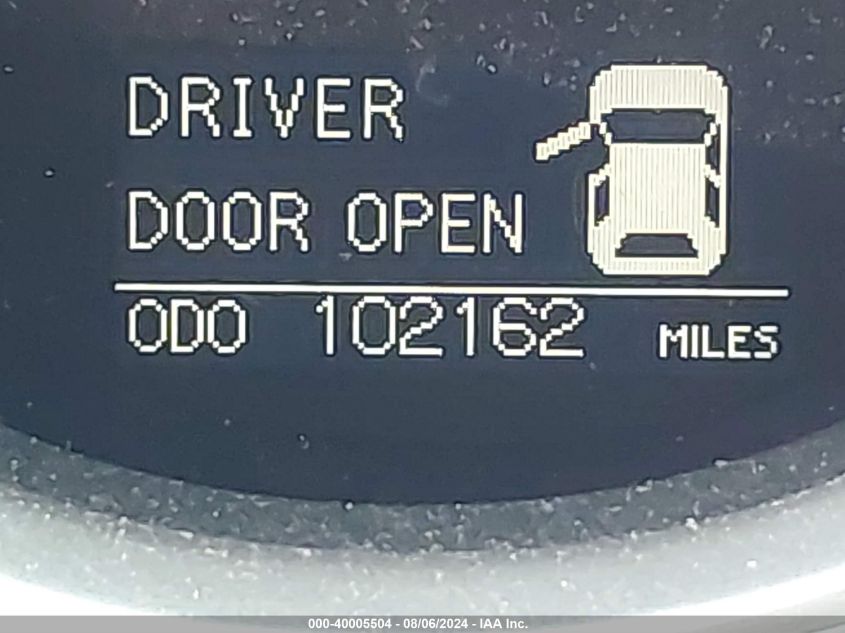 DRIVER
DOOR OPEN
ODO 102162 MILES
000-40005504 - 08/06/2024 - IAA Inc.